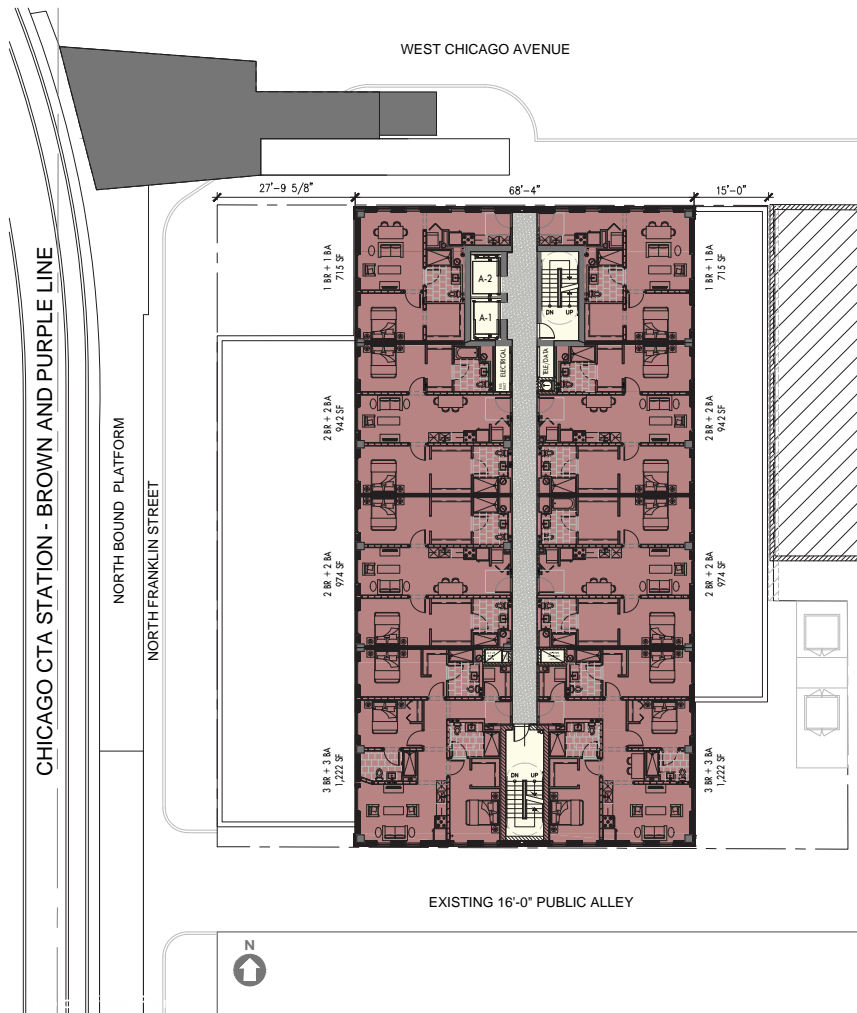 WEST CHICAGO AVENUE
27'-9 5/8"
68'-4"
15'-0"
CHICAGO CTA STATION - BROWN AND PURPLE LINE
NORTH BOUND PLATFORM
NORTH FRANKLIN STREET
1 BR + 1 BA
715 SF
1 BR + 1 BA
715 SF
A-2
A-1
DN
UP
ELECTRICAL
TELE/DATA
2 BR + 2 BA
942 SF
2 BR + 2 BA
942 SF
2 BR + 2 BA
974 SF
2 BR + 2 BA
974 SF
3 BR + 3 BA
1,222 SF
3 BR + 3 BA
1,222 SF
DN
UP
EXISTING 16'-0" PUBLIC ALLEY
N